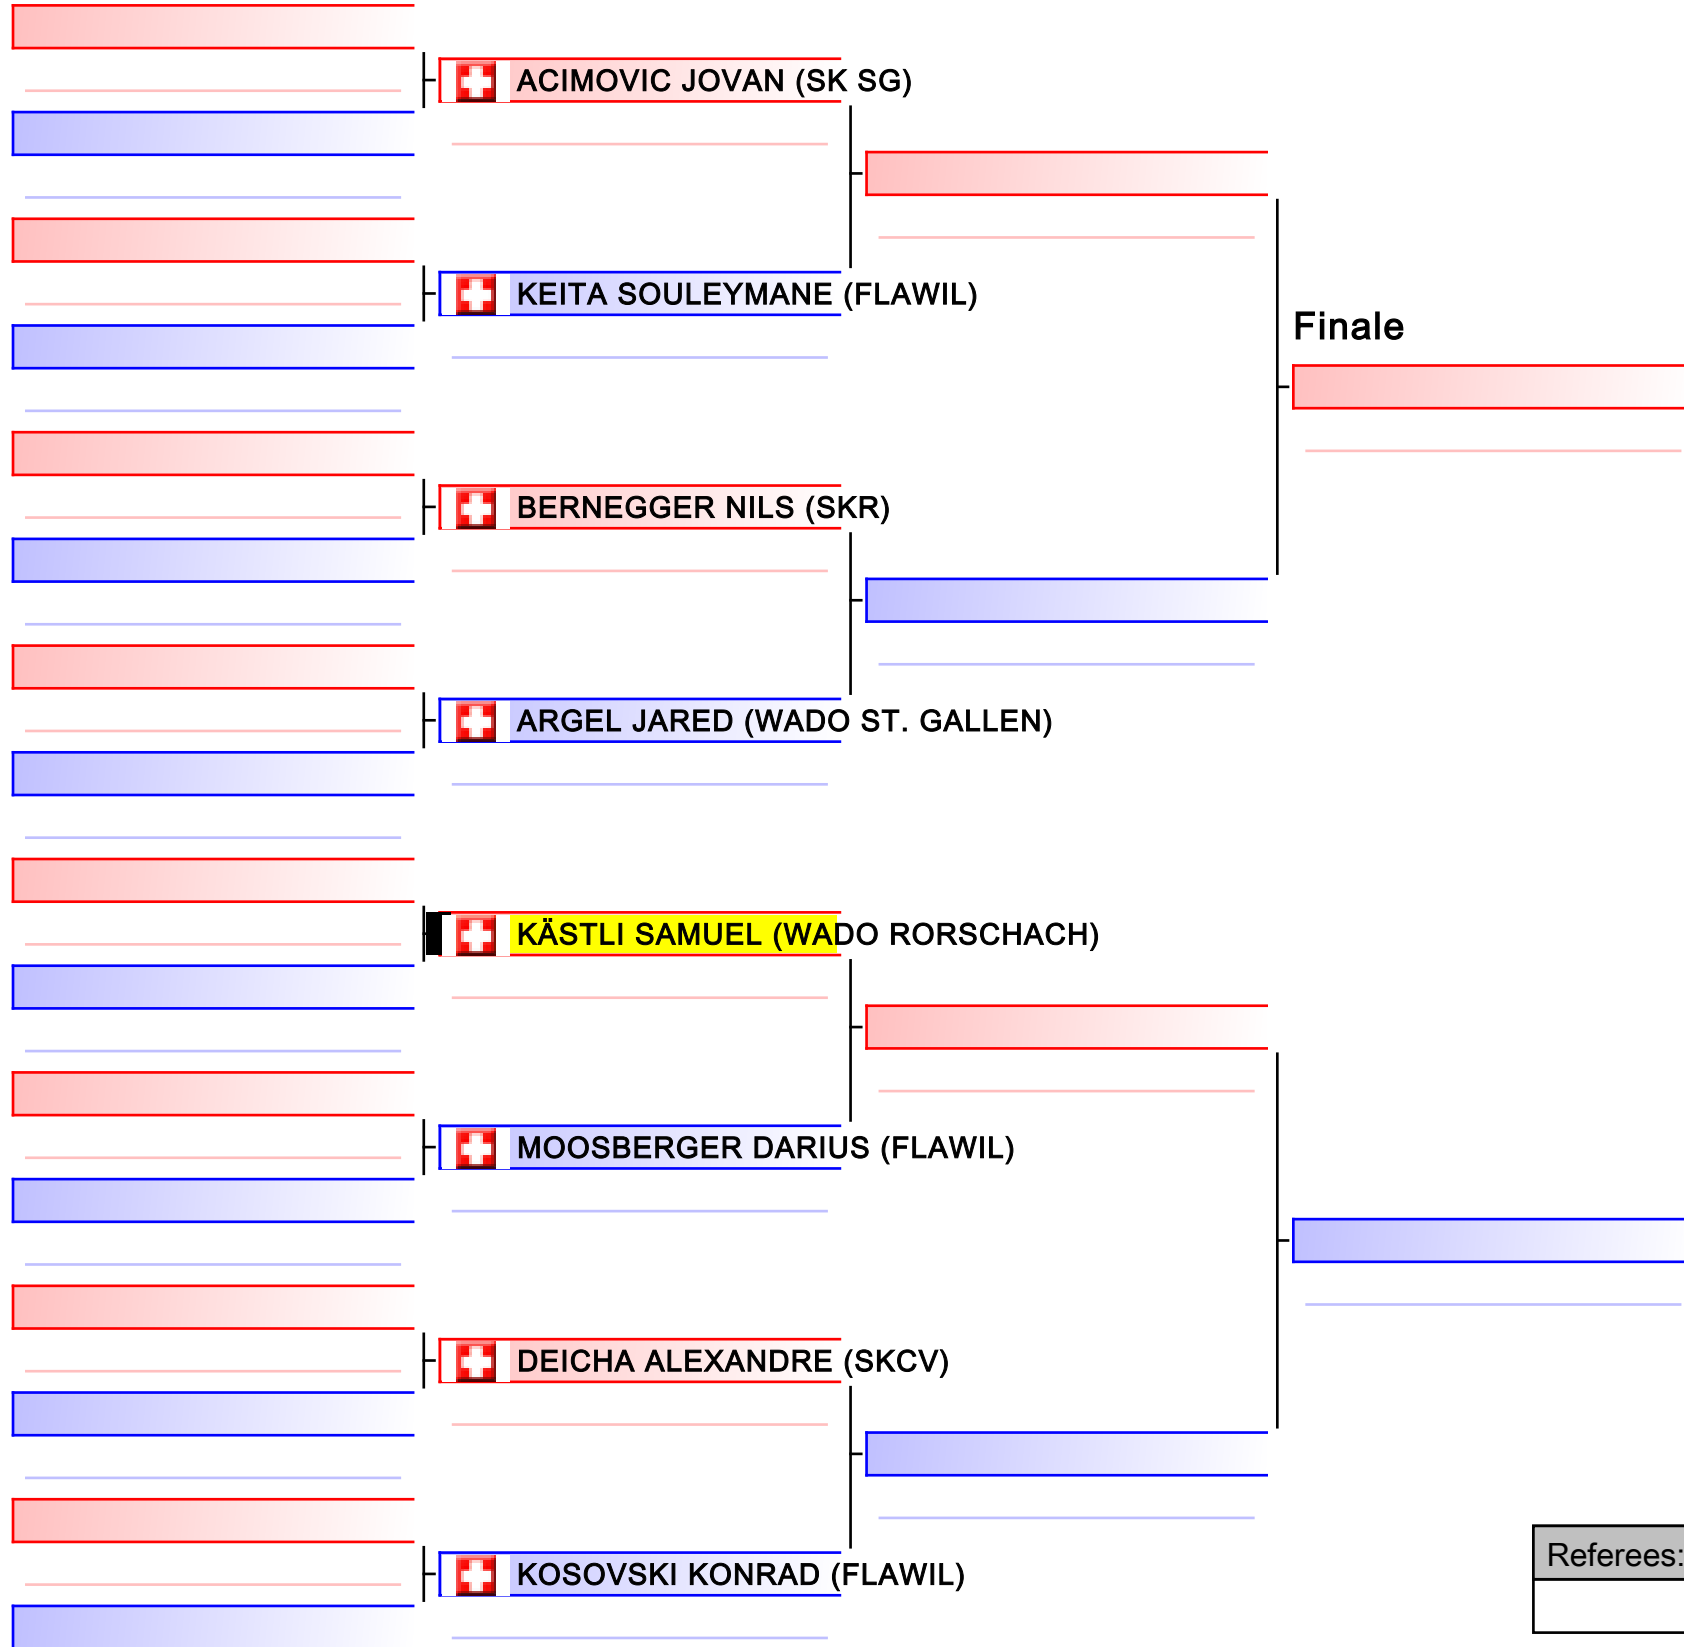 ACIMOVIC JOVAN (SK SG)
KEITA SOULEYMANE (FLAWIL)
Finale
BERNEGGER NILS (SKR)
ARGEL JARED (WADO ST. GALLEN)
KÄSTLI SAMUEL (WADO RORSCHACH)
MOOSBERGER DARIUS (FLAWIL)
DEICHA ALEXANDRE (SKCV)
Referees:
KOSOVSKI KONRAD (FLAWIL)